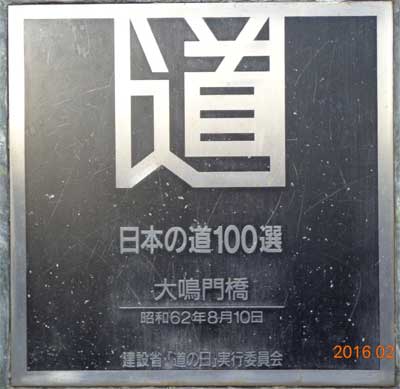 道
日本の道100選
大鳴門橋
昭和62年8月10日
建設省・「道の日」実行委員会
2016 02